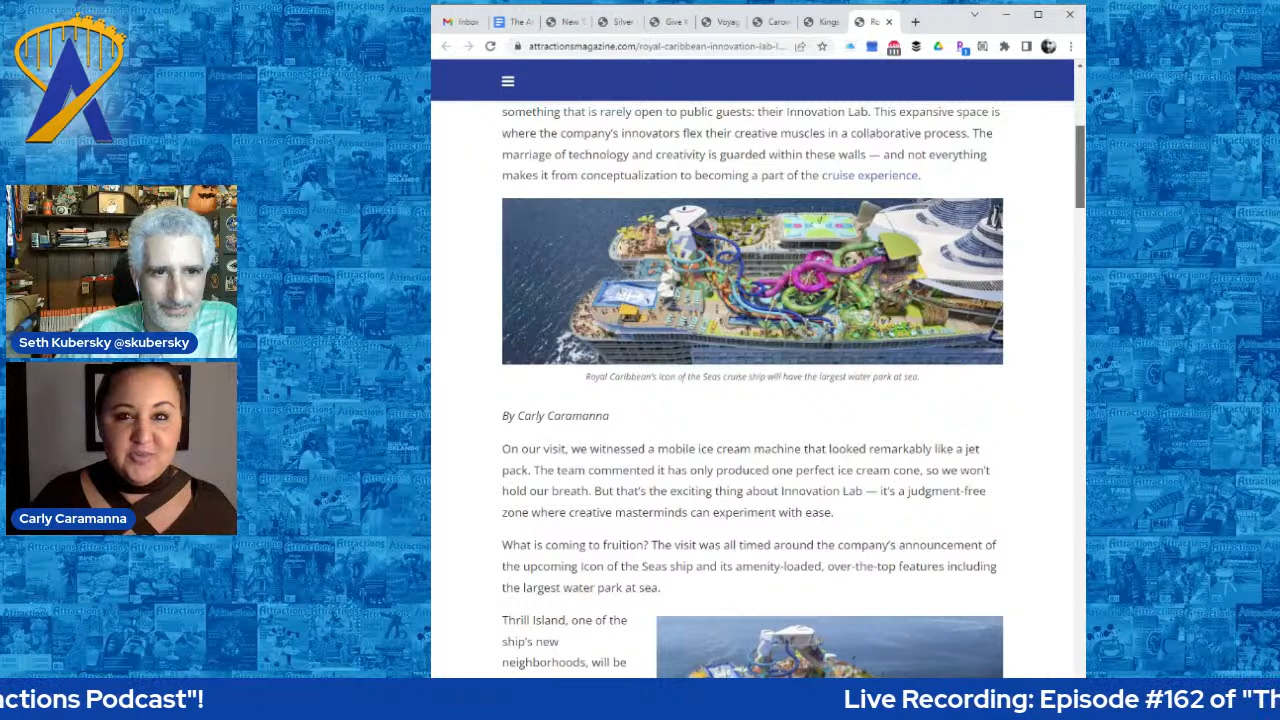 Inbox
The A
New
Silver
Give
Voyag
Carow
Kings
Ro
attractionsmagazine.com/royal-caribbean-innovation-lab-l...
something that is rarely open to public guests: their Innovation Lab. This expansive space is
where the company's innovators flex their creative muscles in a collaborative process. The
marriage of technology and creativity is guarded within these walls — and not everything
makes it from conceptualization to becoming a part of the cruise experience.
Royal Caribbean's Icon of the Seas cruise ship will have the largest water park at sea.
By Carly Caramanna
On our visit, we witnessed a mobile ice cream machine that looked remarkably like a jet
pack. The team commented it has only produced one perfect ice cream cone, so we won't
hold our breath. But that's the exciting thing about Innovation Lab — it's a judgment-free
zone where creative masterminds can experiment with ease.
What is coming to fruition? The visit was all timed around the company's announcement of
the upcoming Icon of the Seas ship and its amenity-loaded, over-the-top features including
the largest water park at sea.
Thrill Island, one of the
ship's new
neighborhoods, will be
Seth Kubersky @skubersky
Carly Caramanna
actions Podcast"!
Live Recording: Episode #162 of "Th